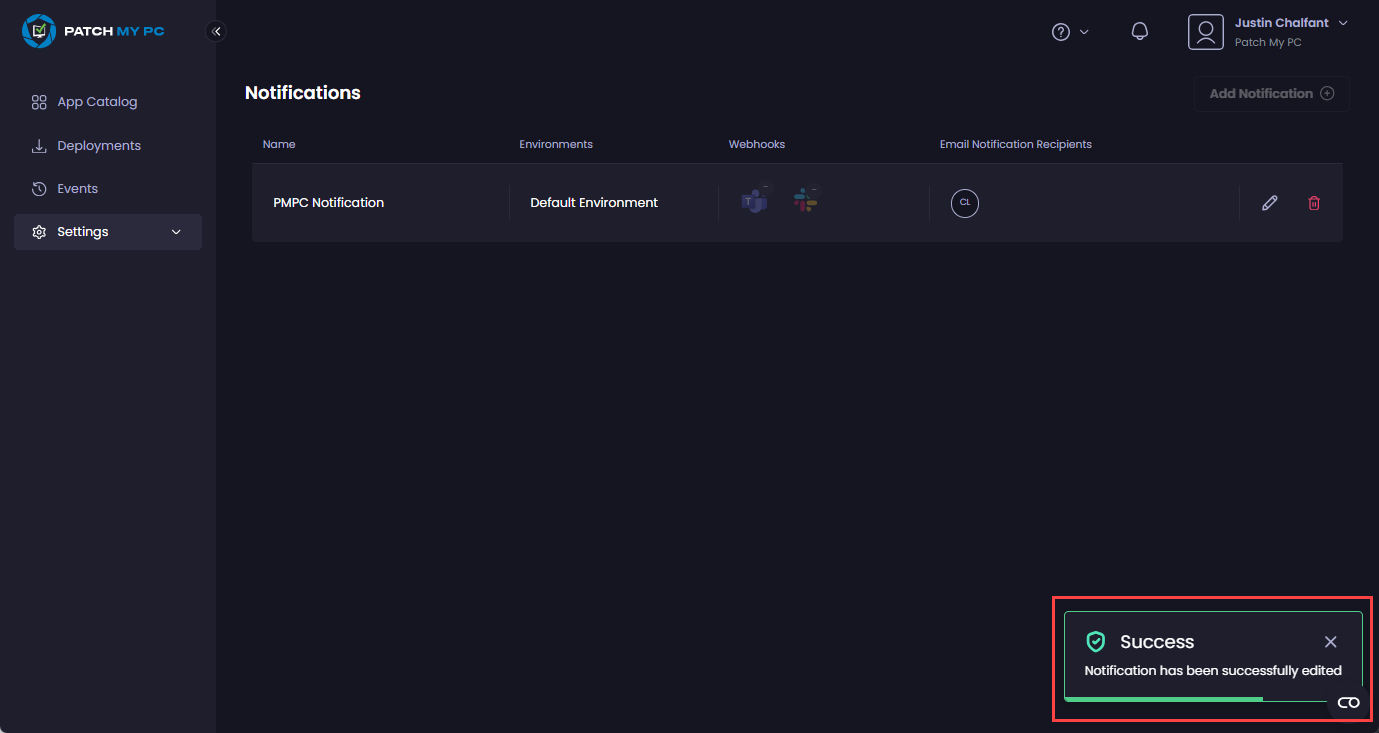 PATCH MY PC
Justin Chalfant
Patch My PC
App Catalog
Deployments
Events
Settings
Notifications
Add Notification
Name
Environments
Webhooks
Email Notification Recipients
PMPC Notification
Default Environment
T
CL
Success
Notification has been successfully edited